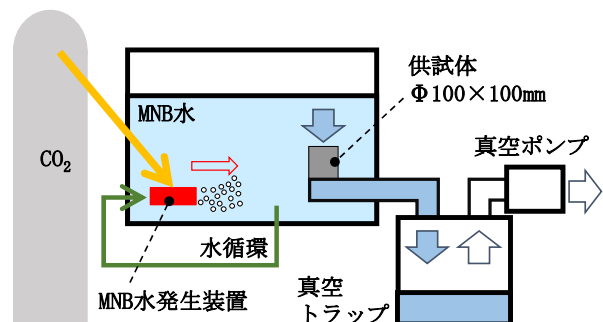 供試体
Φ100×100mm
MNB水
真空ポンプ
CO₂
水循環
MNB水発生装置
真空
トラップ